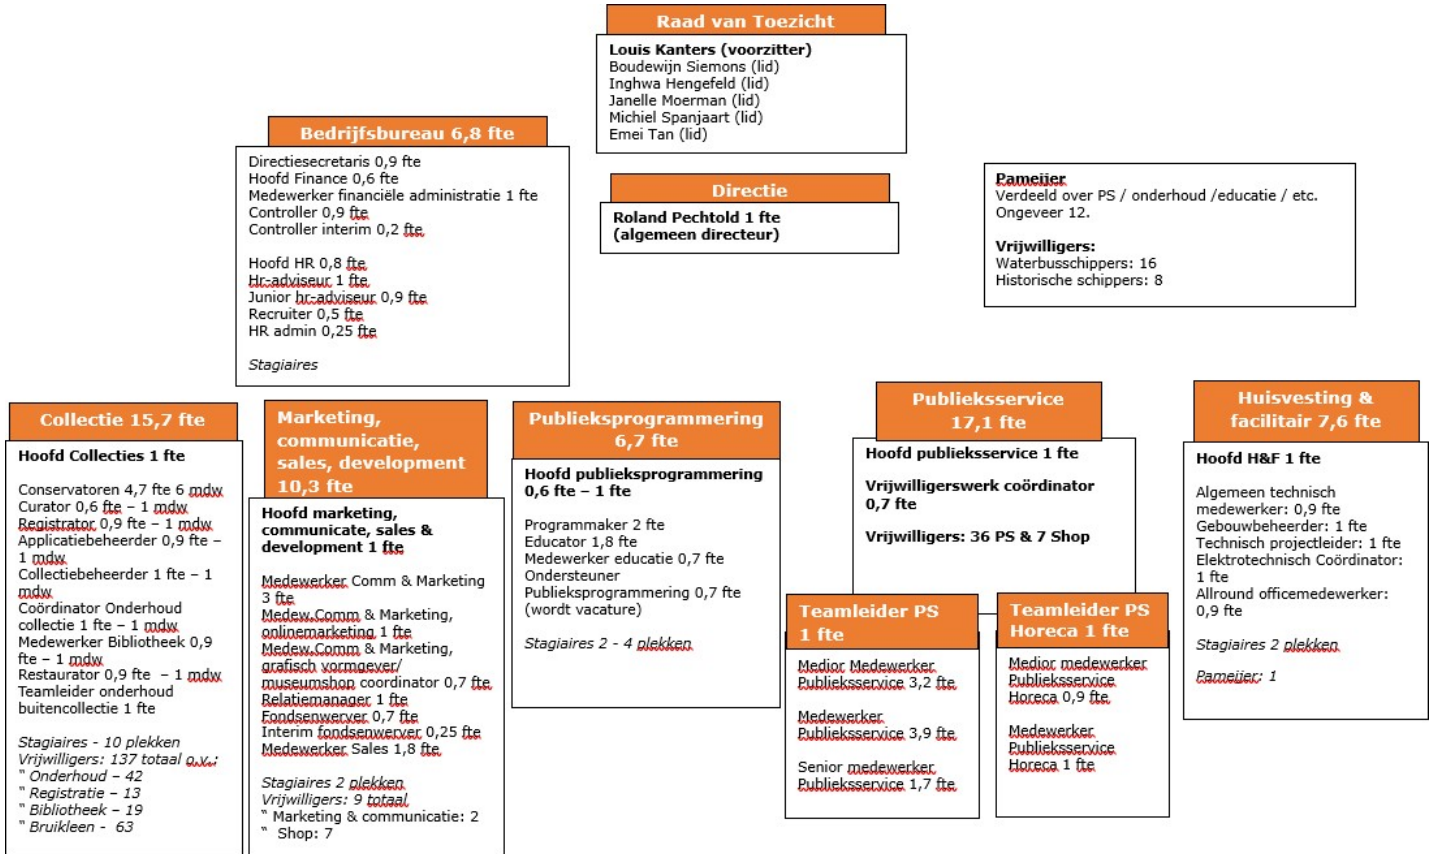 Raad van Toezicht
Louis Kanters (voorzitter)
Boudewijn Siemons (lid)
Inghwa Hengefeld (lid)
Janelle Moerman (lid)
Michiel Spanjaart (lid)
Emei Tan (lid)
Bedrijfsbureau 6,8 fte
Directiesecretaris 0,9 fte
Hoofd Finance 0,6 fte
Medewerker financiële administratie 1 fte
Controller 0,9 fte
Controller interim 0,2 fte
Hoofd HR 0,8 fte
Hr-adviseur 1 fte
Junior hr-adviseur 0,9 fte
Recruiter 0,5 fte
HR admin 0,25 fte
Stagiaires
Directie
Roland Pechtold 1 fte
(algemeen directeur)
Pameijer
Verdeeld over PS / onderhoud /educatie / etc.
Ongeveer 12.
Vrijwilligers:
Waterbusschippers: 16
Historische schippers: 8
Collectie 15,7 fte
Hoofd Collecties 1 fte
Conservatoren 4,7 fte 6 mdw
Curator 0,6 fte – 1 mdw
Registrator 0,9 fte – 1 mdw
Applicatiebeheerder 0,9 fte –
1 mdw
Collectiebeheerder 1 fte – 1
mdw
Coördinator Onderhoud
collectie 1 fte – 1 mdw
Medewerker Bibliotheek 0,9
fte – 1 mdw
Restaurator 0,9 fte – 1 mdw
Teamleider onderhoud
buitencollectie 1 fte
Stagiaires - 10 plekken
Vrijwilligers: 137 totaal o.v.:
“ Onderhoud – 42
“ Registratie – 13
“ Bibliotheek – 19
“ Bruikleen - 63
Marketing,
communicatie,
sales, development
10,3 fte
Hoofd marketing,
communicate, sales &
development 1 fte
Medewerker Comm & Marketing
3 fte
Medew.Comm & Marketing,
onlinemarketing 1 fte
Medew.Comm & Marketing,
grafisch vormgever/
museumshop coordinator 0,7 fte
Relatiemanager 1 fte
Fondsenwerver 0,7 fte
Interim fondsenwerver 0,25 fte
Medewerker Sales 1,8 fte
Stagiaires 2 plekken
Vrijwilligers: 9 totaal
“ Marketing & communicatie: 2
“ Shop: 7
Publieksprogrammering
6,7 fte
Hoofd publieksprogrammering
0,6 fte – 1 fte
Programmaker 2 fte
Educator 1,8 fte
Medewerker educatie 0,7 fte
Ondersteuner
Publieksprogrammering 0,7 fte
(wordt vacature)
Stagiaires 2 - 4 plekken
Publieksservice
17,1 fte
Hoofd publieksservice 1 fte
Vrijwilligerswerk coördinator
0,7 fte
Vrijwilligers: 36 PS & 7 Shop
Teamleider PS
1 fte
Medior Medewerker
Publieksservice 3,2 fte
Medewerker
Publieksservice 3,9 fte
Senior medewerker
Publieksservice 1,7 fte
Teamleider PS
Horeca 1 fte
Medior medewerker
Publieksservice
Horeca 0,9 fte
Medewerker
Publieksservice
Horeca 1 fte
Huisvesting &
facilitair 7,6 fte
Hoofd H&F 1 fte
Algemeen technisch
medewerker: 0,9 fte
Gebouwbeheerder: 1 fte
Technisch projectleider: 1 fte
Elektrotechnisch Coördinator:
1 fte
Allround officemedewerker:
0,9 fte
Stagiaires 2 plekken
Pameijer: 1